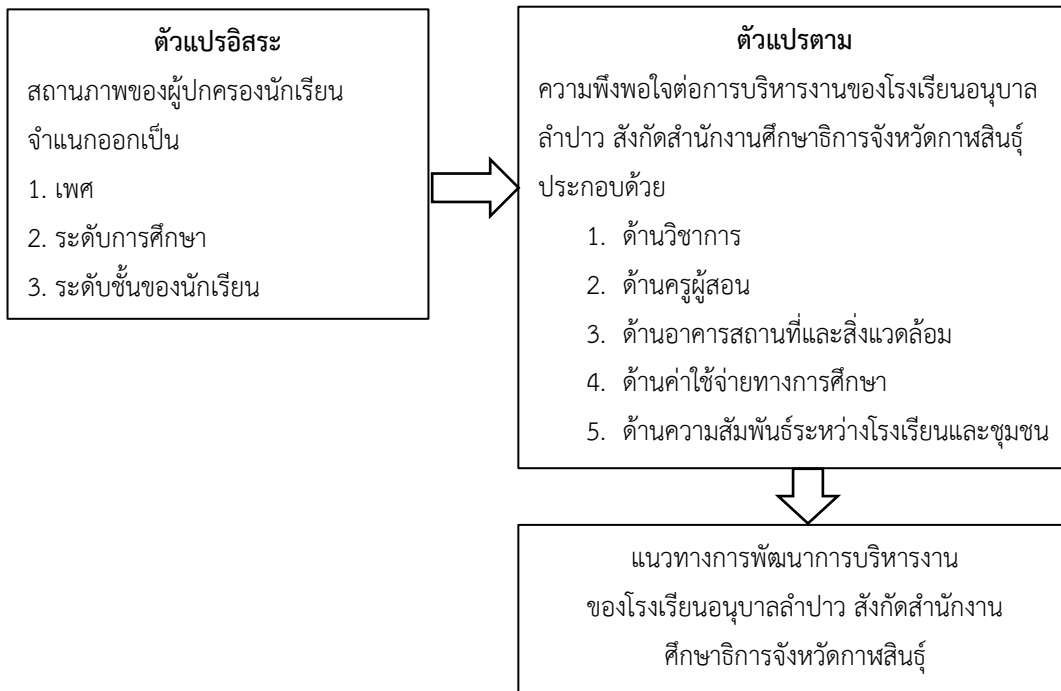 ตัวแปรอิสระ
สถานภาพของผู้ปกครองนักเรียน
จำแนกออกเป็น
1. เพศ
2. ระดับการศึกษา
3. ระดับชั้นของนักเรียน
ตัวแปรตาม
ความพึงพอใจต่อการบริหารงานของโรงเรียนอนุบาล
ลำปาว สังกัดสำนักงานศึกษาธิการจังหวัดกาฬสินธุ์
ประกอบด้วย
1. ด้านวิชาการ
2. ด้านครูผู้สอน
3. ด้านอาคารสถานที่และสิ่งแวดล้อม
4. ด้านค่าใช้จ่ายทางการศึกษา
5. ด้านความสัมพันธ์ระหว่างโรงเรียนและชุมชน
แนวทางการพัฒนาการบริหารงาน
ของโรงเรียนอนุบาลลำปาว สังกัดสำนักงาน
ศึกษาธิการจังหวัดกาฬสินธุ์